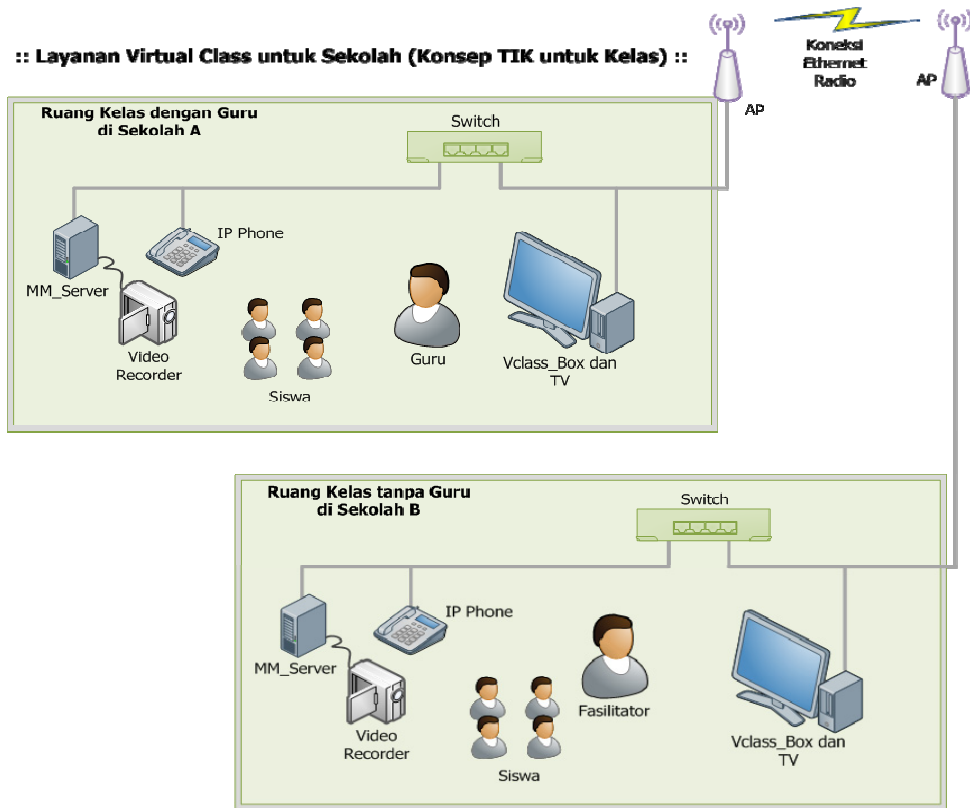 :: Layanan Virtual Class untuk Sekolah (Konsep TIK untuk Kelas) ::
Koneksi
Ethernet
Radio
AP
AP
Ruang Kelas dengan Guru
di Sekolah A
Switch
IP Phone
MM_Server
Video
Recorder
Siswa
Guru
Vclass_Box dan
TV
Ruang Kelas tanpa Guru
di Sekolah B
Switch
IP Phone
MM_Server
Video
Recorder
Siswa
Fasilitator
Vclass_Box dan
TV